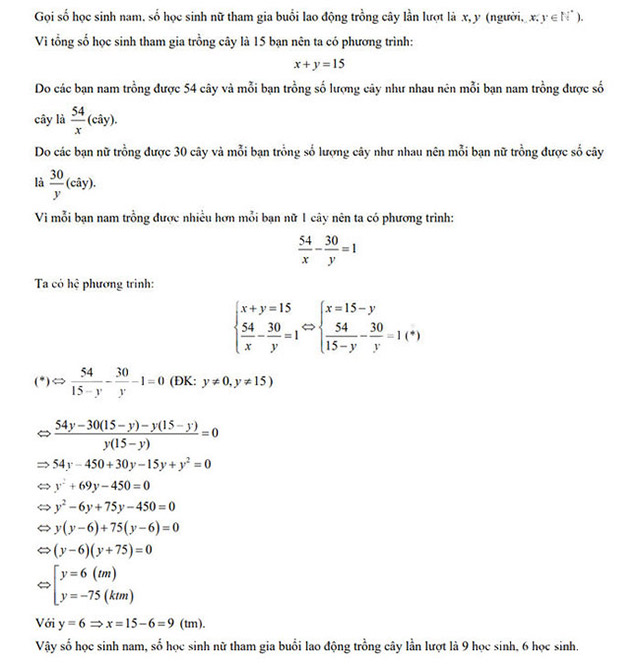 Gọi số học sinh nam, số học sinh nữ tham gia buổi lao động trồng cây lần lượt là x, y (người, x, y ∈ ℕ*).
Vì tổng số học sinh tham gia trồng cây là 15 bạn nên ta có phương trình:
x + y = 15
Do các bạn nam trồng được 54 cây và mỗi bạn trồng số lượng cây như nhau nên mỗi bạn nam trồng được số
cây là 54/x (cây).
Do các bạn nữ trồng được 30 cây và mỗi bạn trồng số lượng cây như nhau nên mỗi bạn nữ trồng được số cây
là 30/y (cây).
Vì mỗi bạn nam trồng được nhiều hơn mỗi bạn nữ 1 cây nên ta có phương trình:
54/x − 30/y = 1
Ta có hệ phương trình:
{x + y = 15; 54/x − 30/y = 1 ⇔ {x = 15 − y; 54/(15 − y) − 30/y = 1 (*)
(*) ⇔ 54/(15 − y) − 30/y − 1 = 0 (ĐK: y ≠ 0, y ≠ 15)
⇔ (54y − 30(15 − y) − y(15 − y))/(y(15 − y)) = 0
⇒ 54y − 450 + 30y − 15y + y² = 0
⇔ y² + 69y − 450 = 0
⇔ y² − 6y + 75y − 450 = 0
⇔ y(y − 6) + 75(y − 6) = 0
⇔ (y − 6)(y + 75) = 0
⇔ [y = 6 (tm); y = −75 (ktm)
Với y = 6 ⇒ x = 15 − 6 = 9 (tm).
Vậy số học sinh nam, số học sinh nữ tham gia buổi lao động trồng cây lần lượt là 9 học sinh, 6 học sinh.